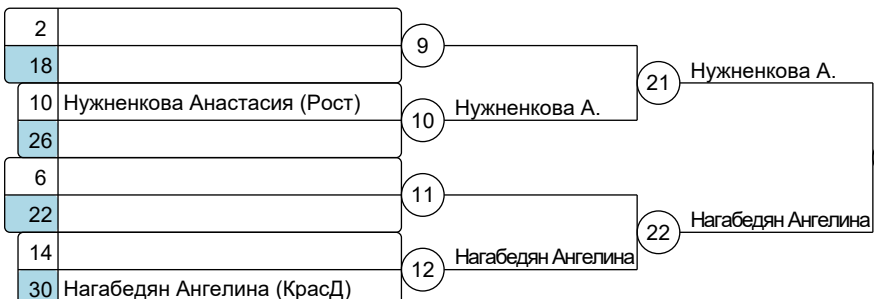 2
9
18
21 Нужненкова А.
10 Нужненкова Анастасия (Рост)
10 Нужненкова А.
26
6
11
22
22 Нагабедян Ангелина
14
12 Нагабедян Ангелина
30 Нагабедян Ангелина (КрасД)